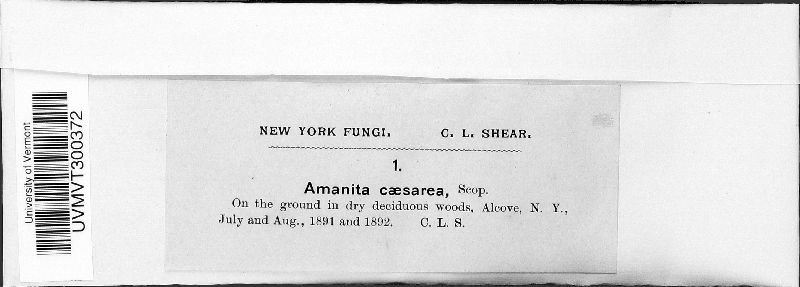 University of Vermont
UVMVT300372
NEW YORK FUNGI. C. L. SHEAR.
1.
Amanita cæsarea, Scop.
On the ground in dry deciduous woods, Alcove, N. Y.,
July and Aug., 1891 and 1892. C. L. S.